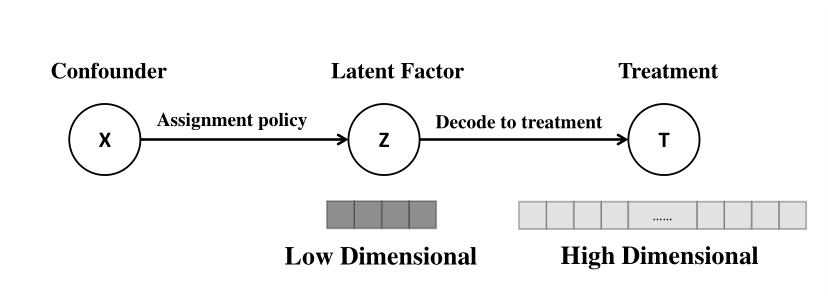 Confounder
Latent Factor
Treatment
Assignment policy
Decode to treatment
X
Z
T
......
Low Dimensional
High Dimensional